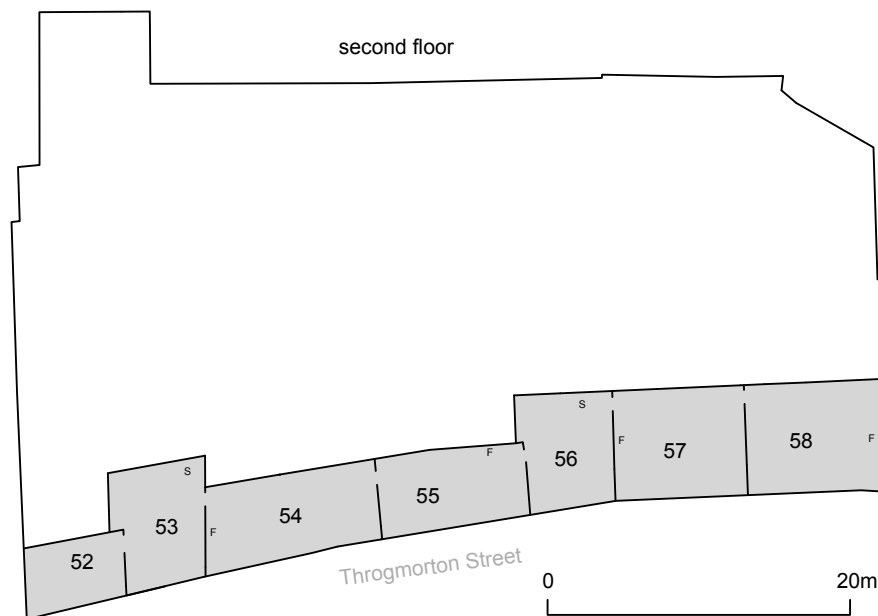 second floor
S
56
F
57
58
F
S
53
F
54
55
F
52
Throgmorton Street
0
20m